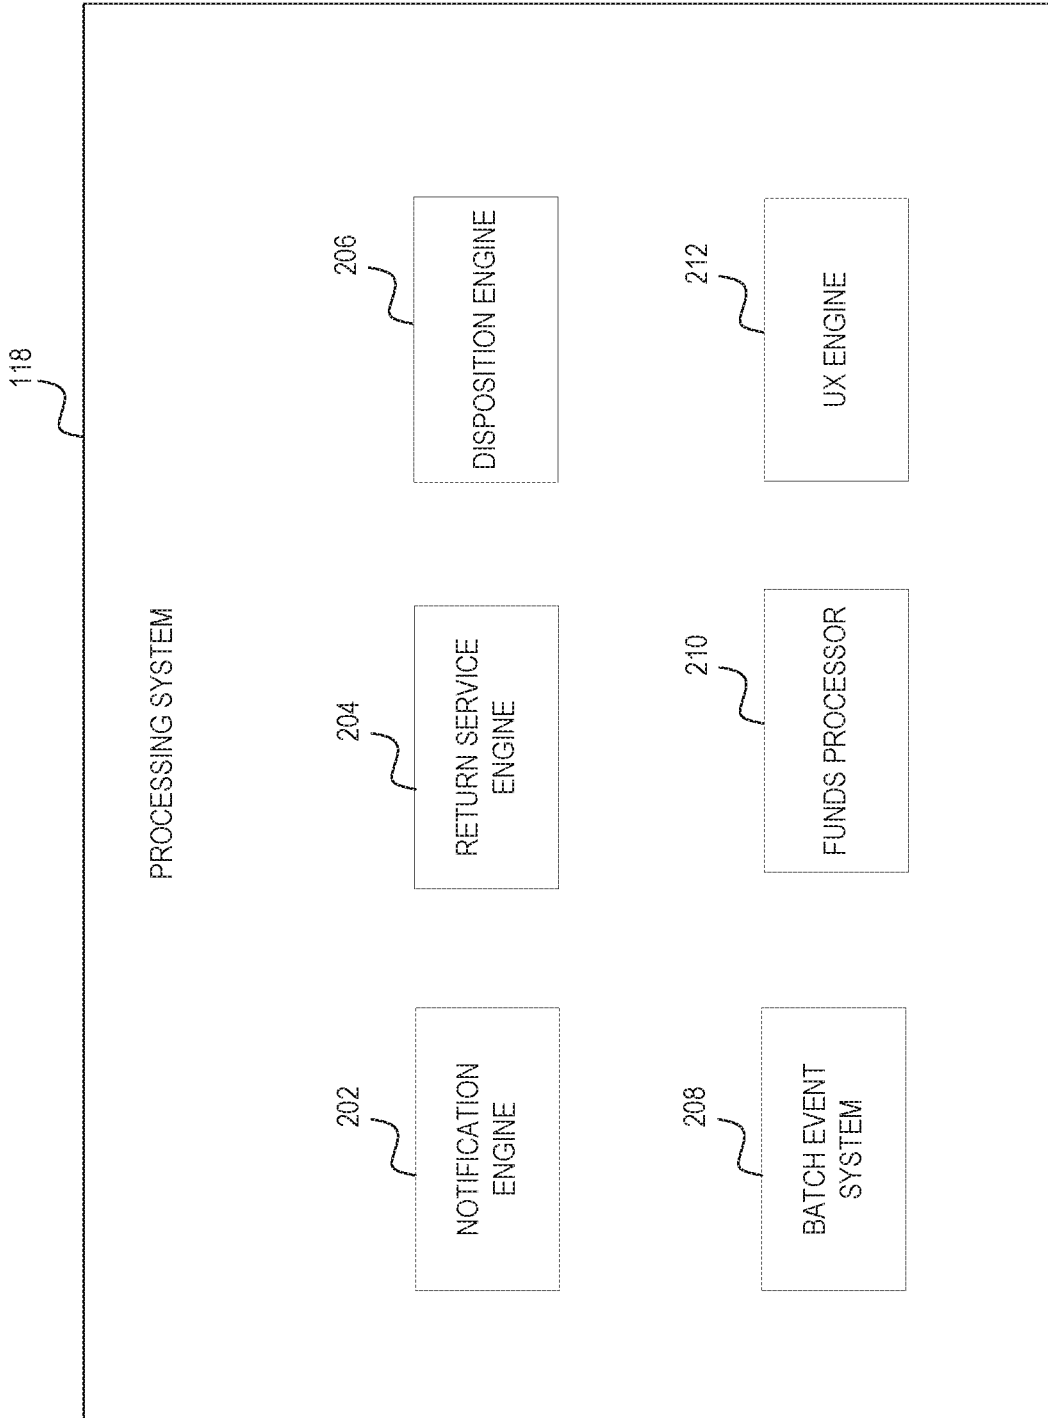 118
PROCESSING SYSTEM
202
NOTIFICATION
ENGINE
204
RETURN SERVICE
ENGINE
206
DISPOSITION ENGINE
208
BATCH EVENT
SYSTEM
210
FUNDS PROCESSOR
212
UX ENGINE